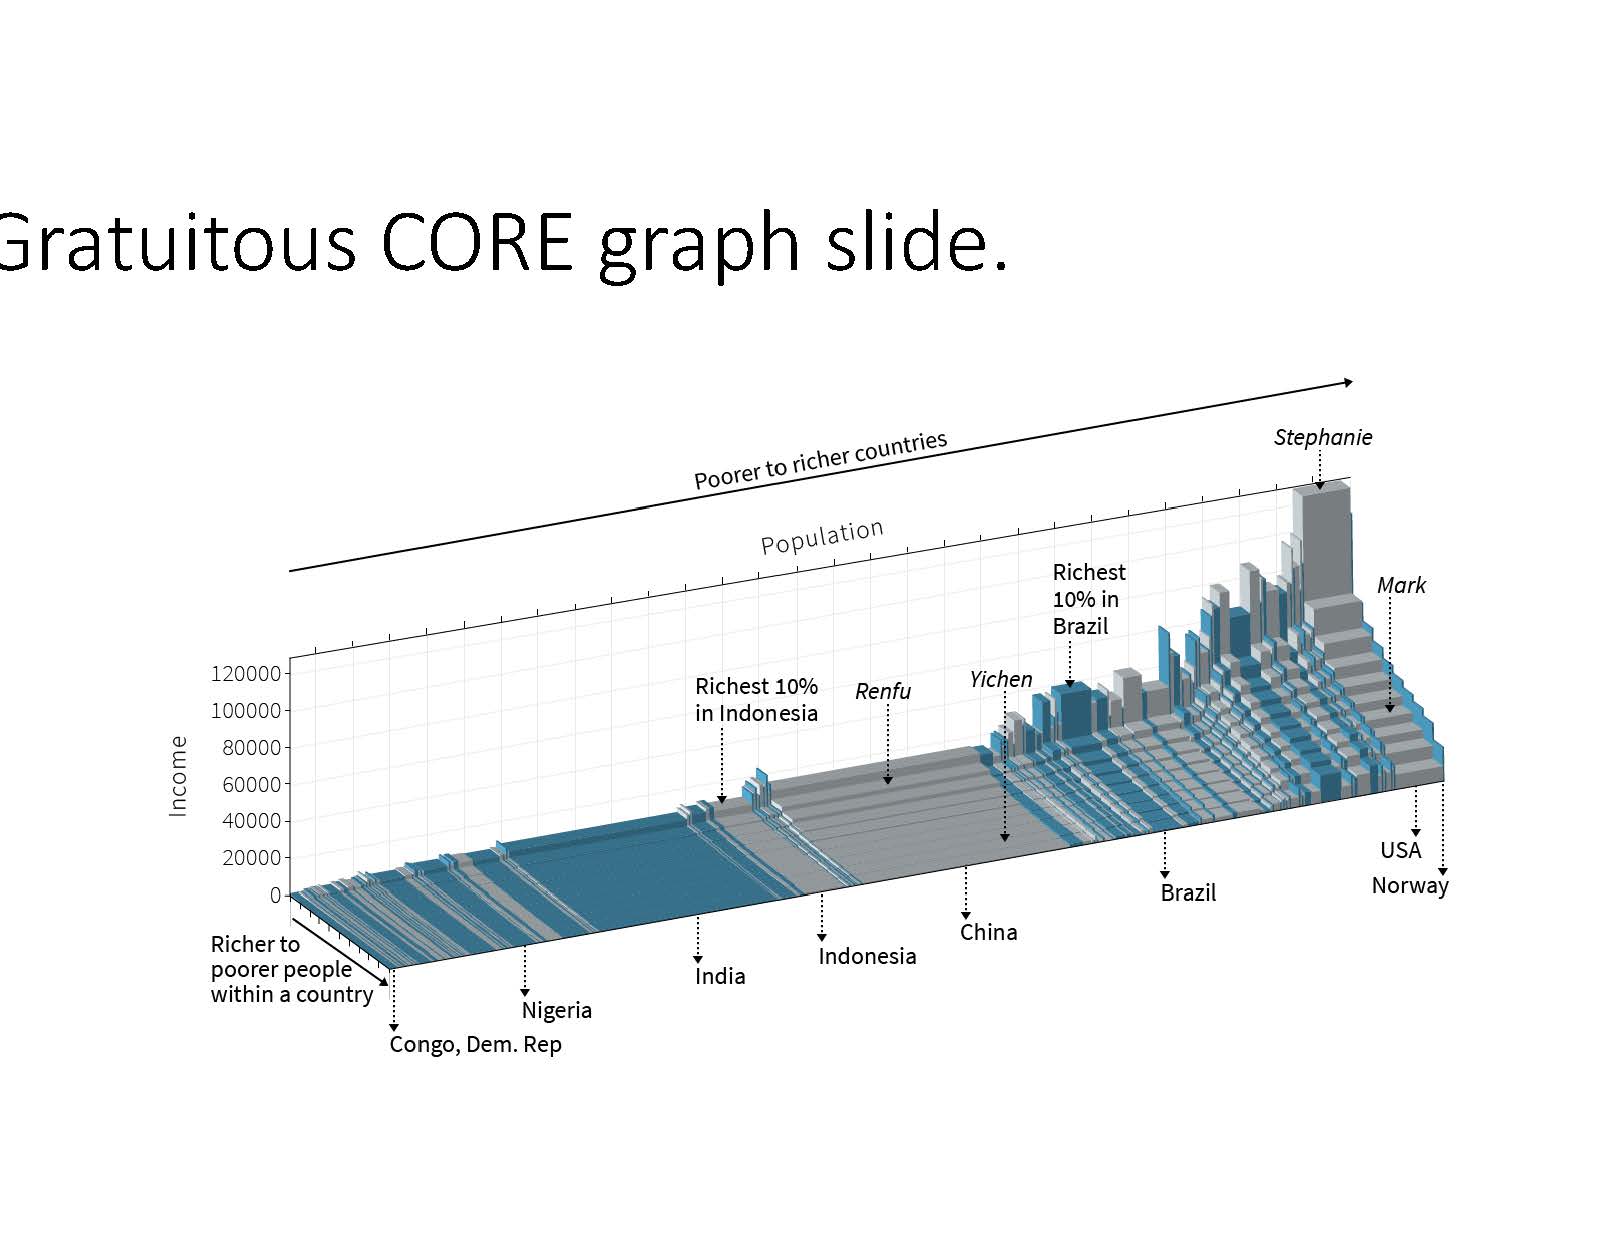 Gratuitous CORE graph slide.
Poorer to richer countries
Stephanie
Population
Richest
10% in
Brazil
Mark
Richest 10%
in Indonesia
Renfu
Yichen
Income
120000
100000
80000
60000
40000
20000
0
Richer to
poorer people
within a country
USA
Norway
Brazil
China
Indonesia
India
Nigeria
Congo, Dem. Rep